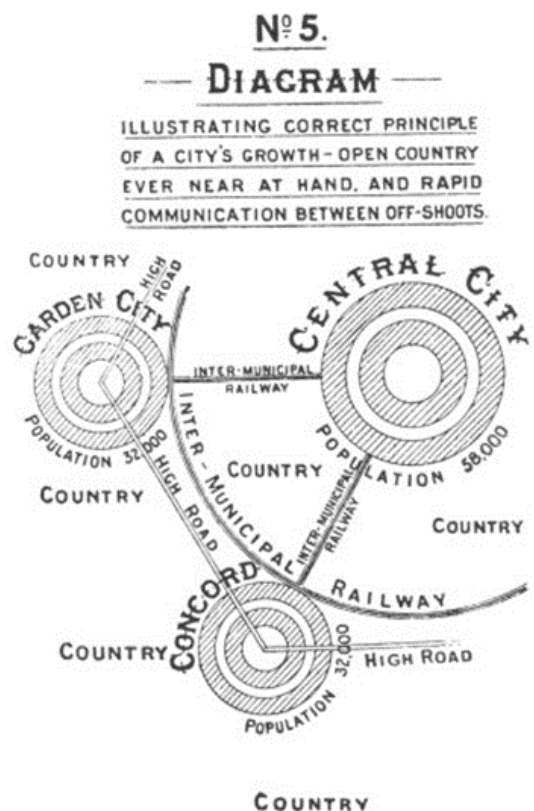 Nº 5.
DIAGRAM
ILLUSTRATING CORRECT PRINCIPLE
OF A CITY'S GROWTH - OPEN COUNTRY
EVER NEAR AT HAND, AND RAPID
COMMUNICATION BETWEEN OFF-SHOOTS.
COUNTRY
HIGH
ROAD
GARDEN CITY
POPULATION 32,000
CENTRAL CITY
POPULATION 58,000
INTER-MUNICIPAL
RAILWAY
INTER-MUNICIPAL RAILWAY
COUNTRY
INTER-MUNICIPAL
RAILWAY
COUNTRY
HIGH ROAD
COUNTRY
CONCORD
POPULATION 32,000
COUNTRY
HIGH ROAD
COUNTRY